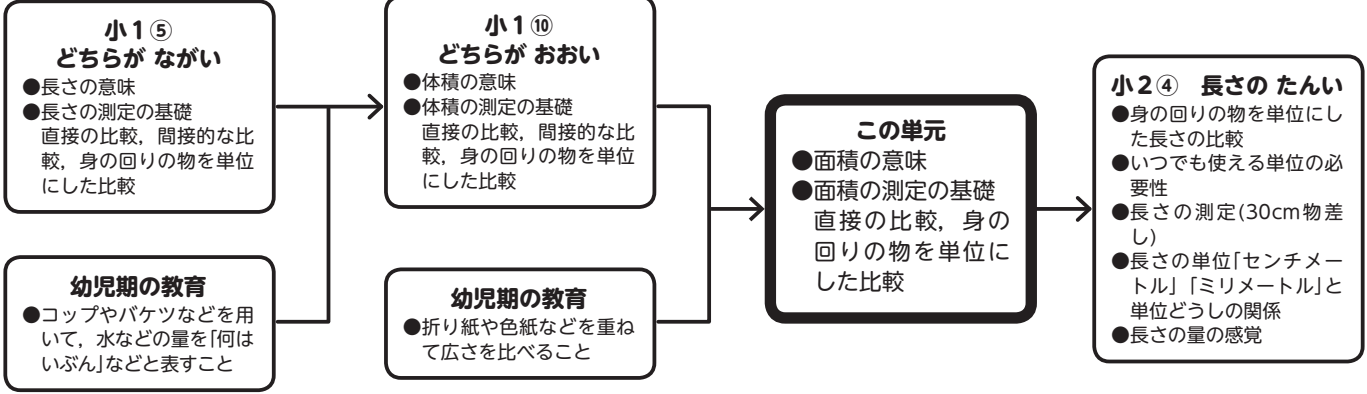 小1⑤
どちらが ながい
●長さの意味
●長さの測定の基礎
直接の比較，間接的な比
較，身の回りの物を単位
にした比較
幼児期の教育
●コップやバケツなどを用
いて，水などの量を｢何は
いぶん｣などと表すこと
小1⑩
どちらが おおい
●体積の意味
●体積の測定の基礎
直接の比較，間接的な比
較，身の回りの物を単位
にした比較
幼児期の教育
●折り紙や色紙などを重ね
て広さを比べること
この単元
●面積の意味
●面積の測定の基礎
直接の比較，身の
回りの物を単位に
した比較
小2④ 長さの たんい
●身の回りの物を単位にし
た長さの比較
●いつでも使える単位の必
要性
●長さの測定(30cm物差
し)
●長さの単位｢センチメー
トル｣｢ミリメートル｣と
単位どうしの関係
●長さの量の感覚